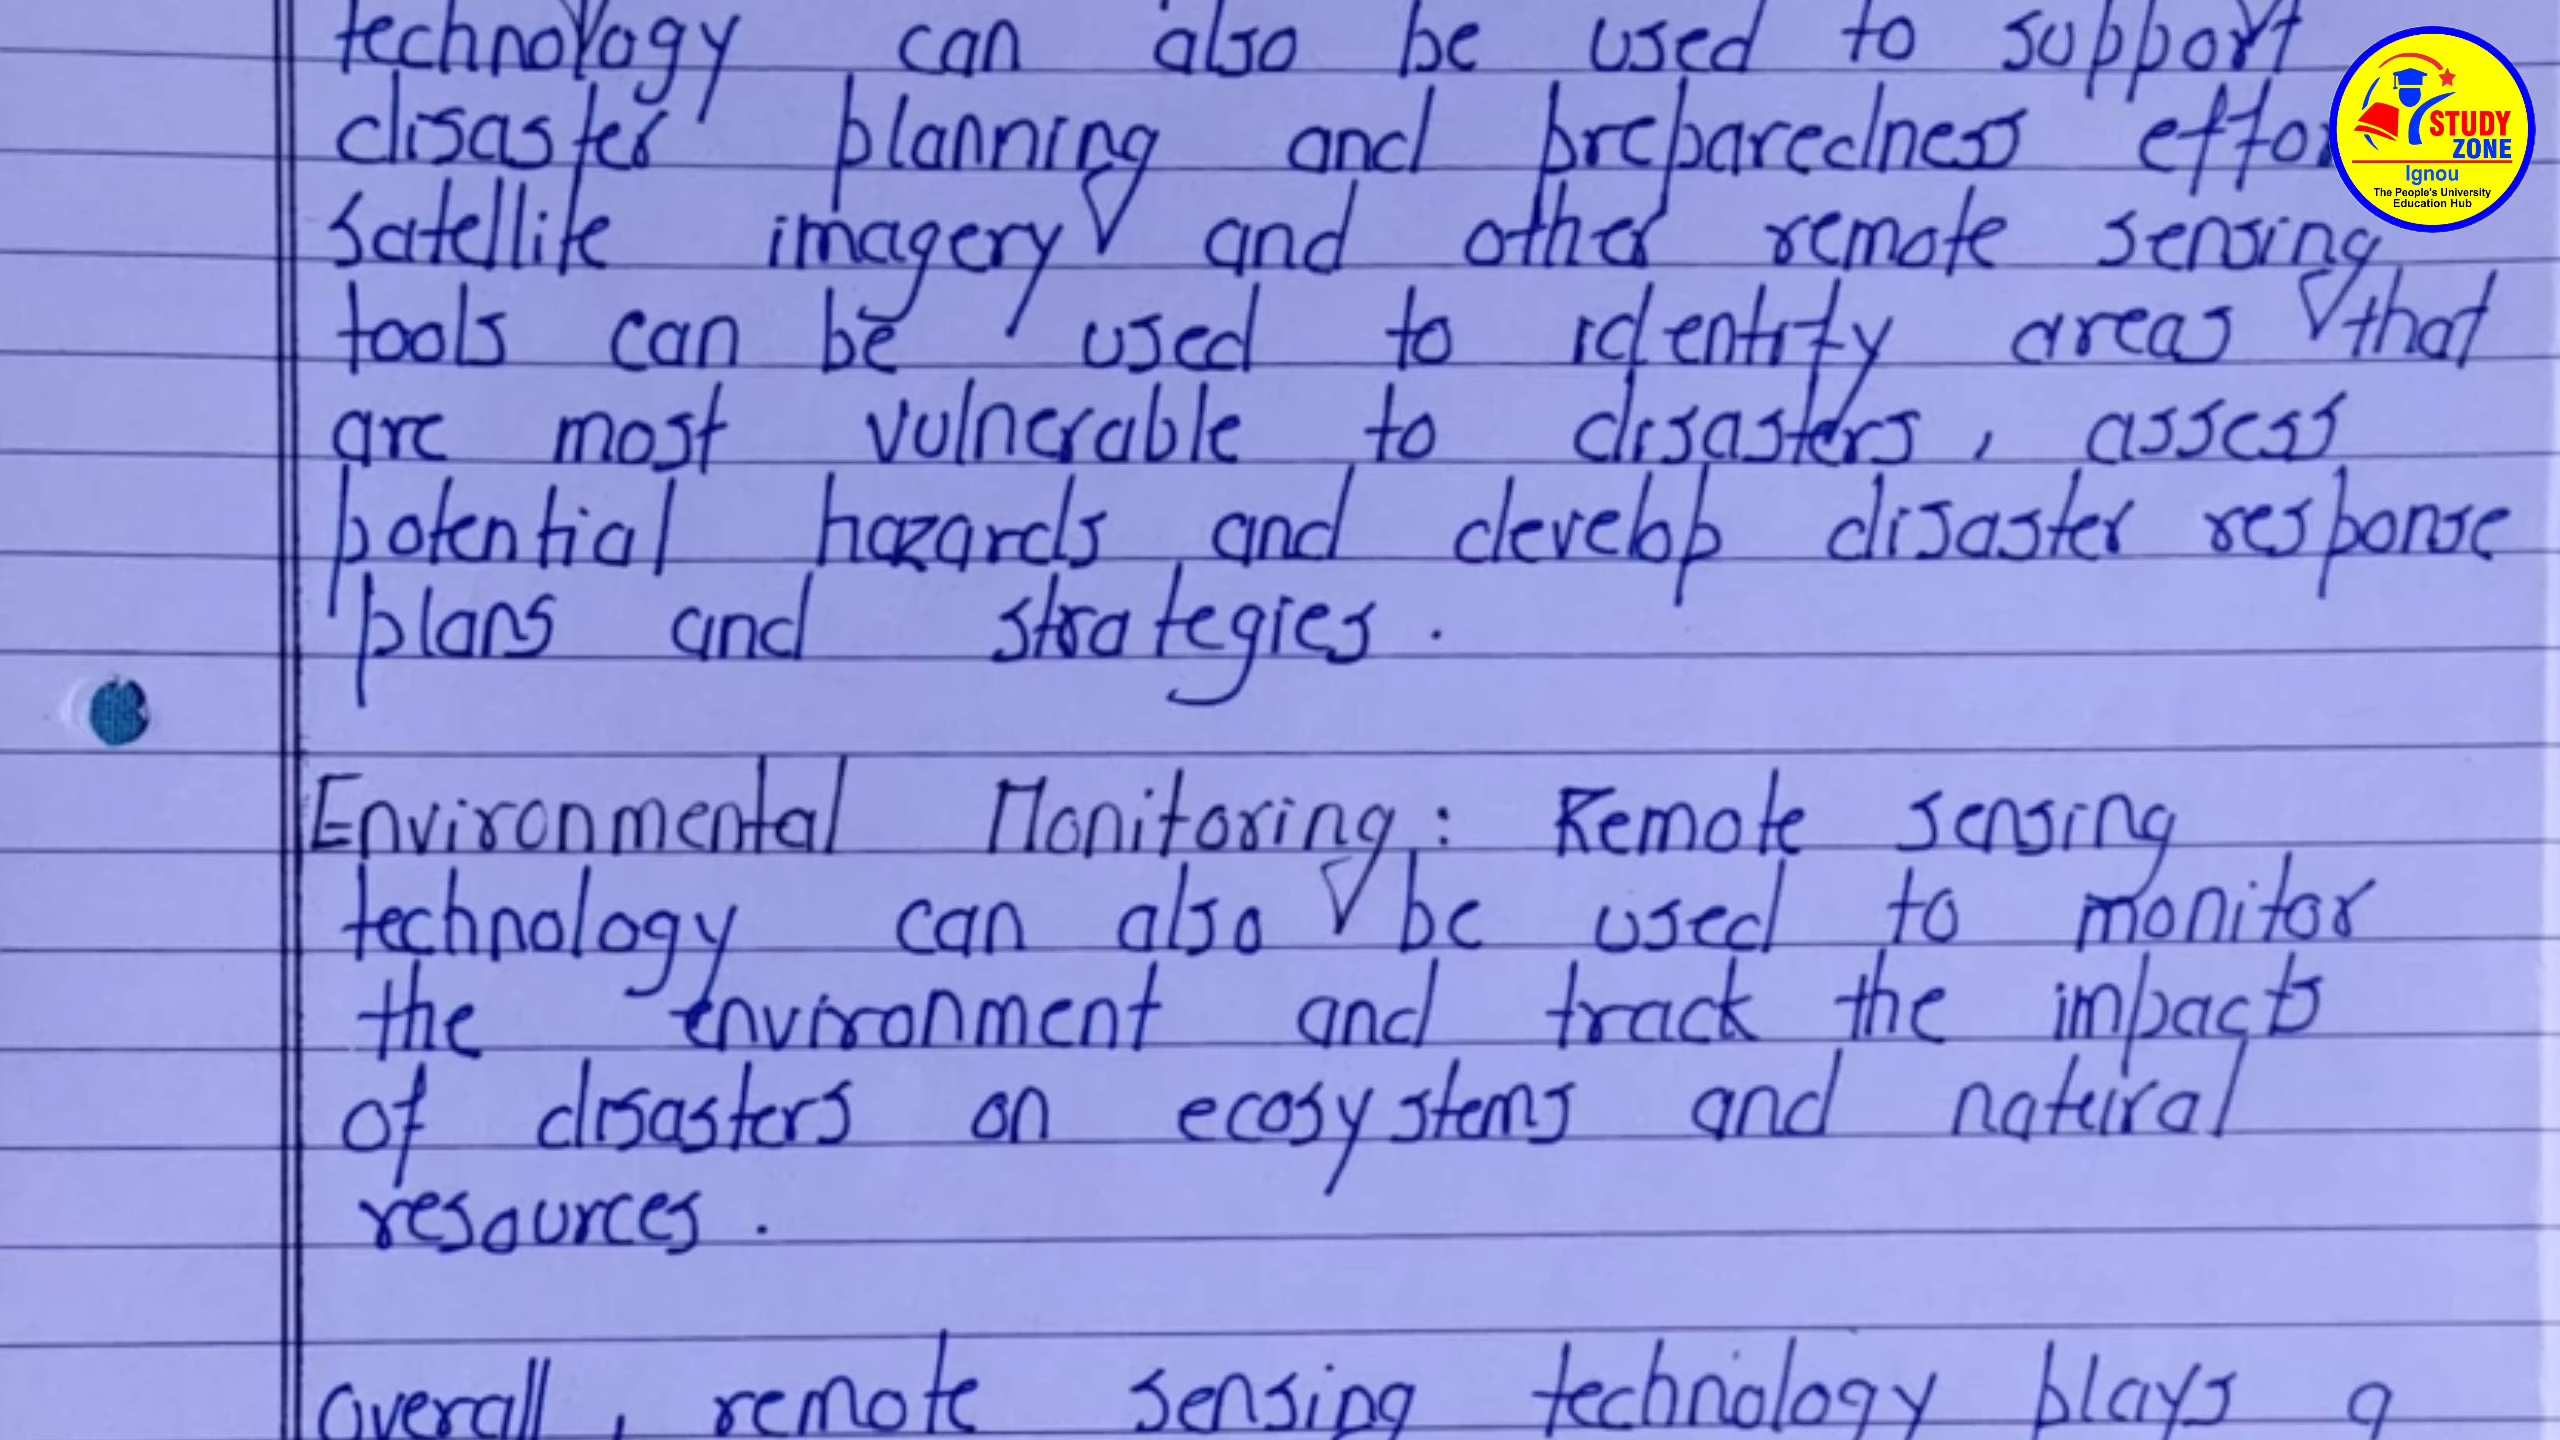 technology can also be used to support
disaster planning and preparedness effor
satellite imagery and other remote sensing
tools can be used to identify areas that
are most vulnerable to disasters, assess
potential hazards and develop disaster response
plans and strategies.
Environmental Monitoring: Remote sensing
technology can also be used to monitor
the environment and track the impacts
of disasters on ecosystems and natural
resources.
Overall, remote sensing technology plays a
STUDY
ZONE
Ignou
The People's University
Education Hub